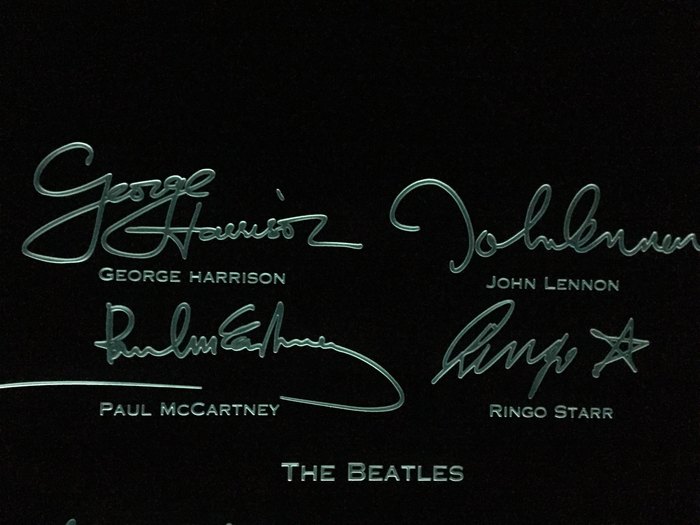 George Harrison
John Lennon
GEORGE HARRISON
JOHN LENNON
Paul McCartney
Ringo ☆
PAUL MCCARTNEY
RINGO STARR
THE BEATLES